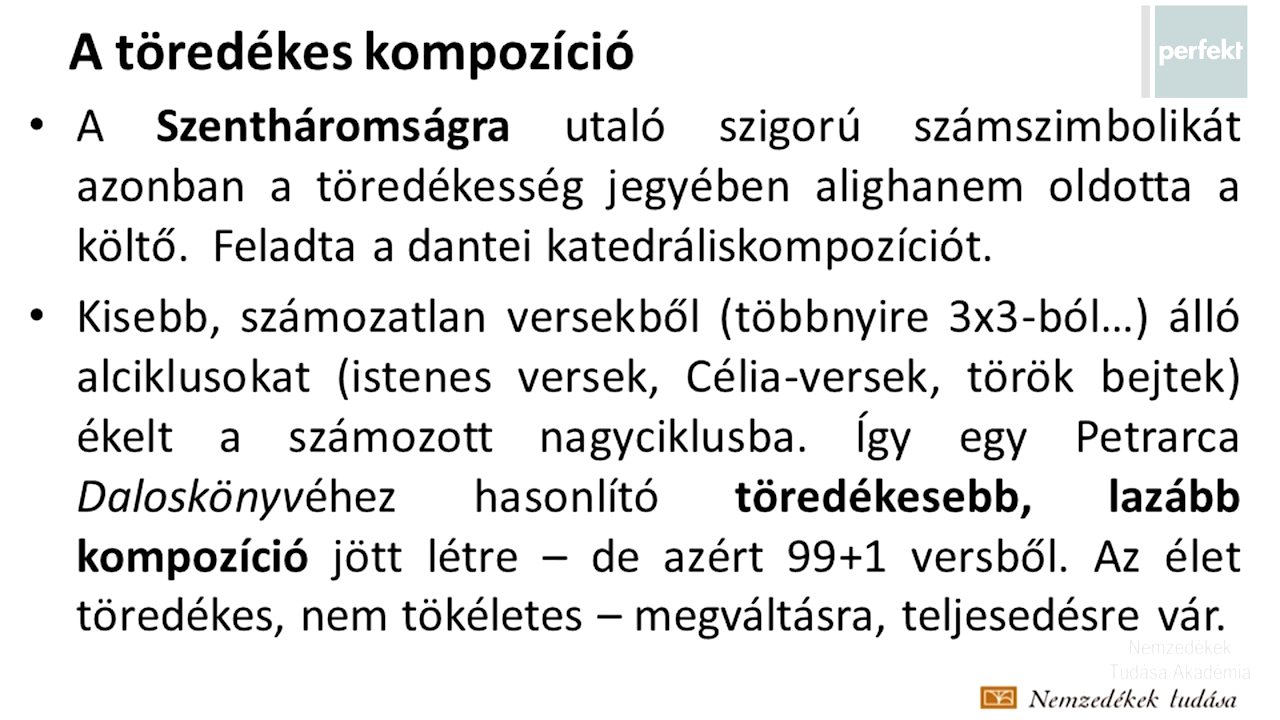 A töredékes kompozíció
perfekt
• A Szentháromságra utaló szigorú számszimbolikát
azonban a töredékesség jegyében alighanem oldotta a
költő. Feladta a dantei katedráliskompozíciót.
• Kisebb, számozatlan versekből (többnyire 3x3-ból...) álló
alciklusokat (istenes versek, Célia-versek, török bejtek)
ékelt a számozott nagyciklusba. Így egy Petrarca
Daloskönyvéhez hasonlító töredékesebb, lazább
kompozíció jött létre – de azért 99+1 versből. Az élet
töredékes, nem tökéletes – megváltásra, teljesedésre vár.
Nemzedékek
Tudása Akadémia
Nemzedékek tudása